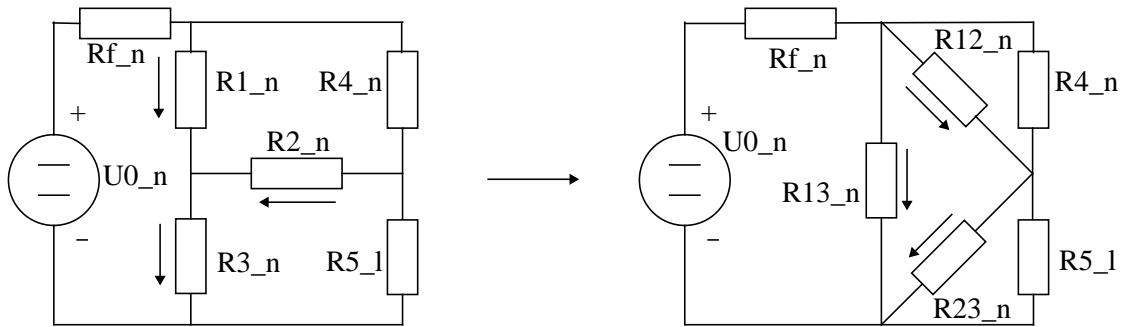 Rf_n
R1_n
R4_n
+
R2_n
U0_n
−
R3_n
R5_l
R12_n
Rf_n
R4_n
+
U0_n
R13_n
−
R5_l
R23_n